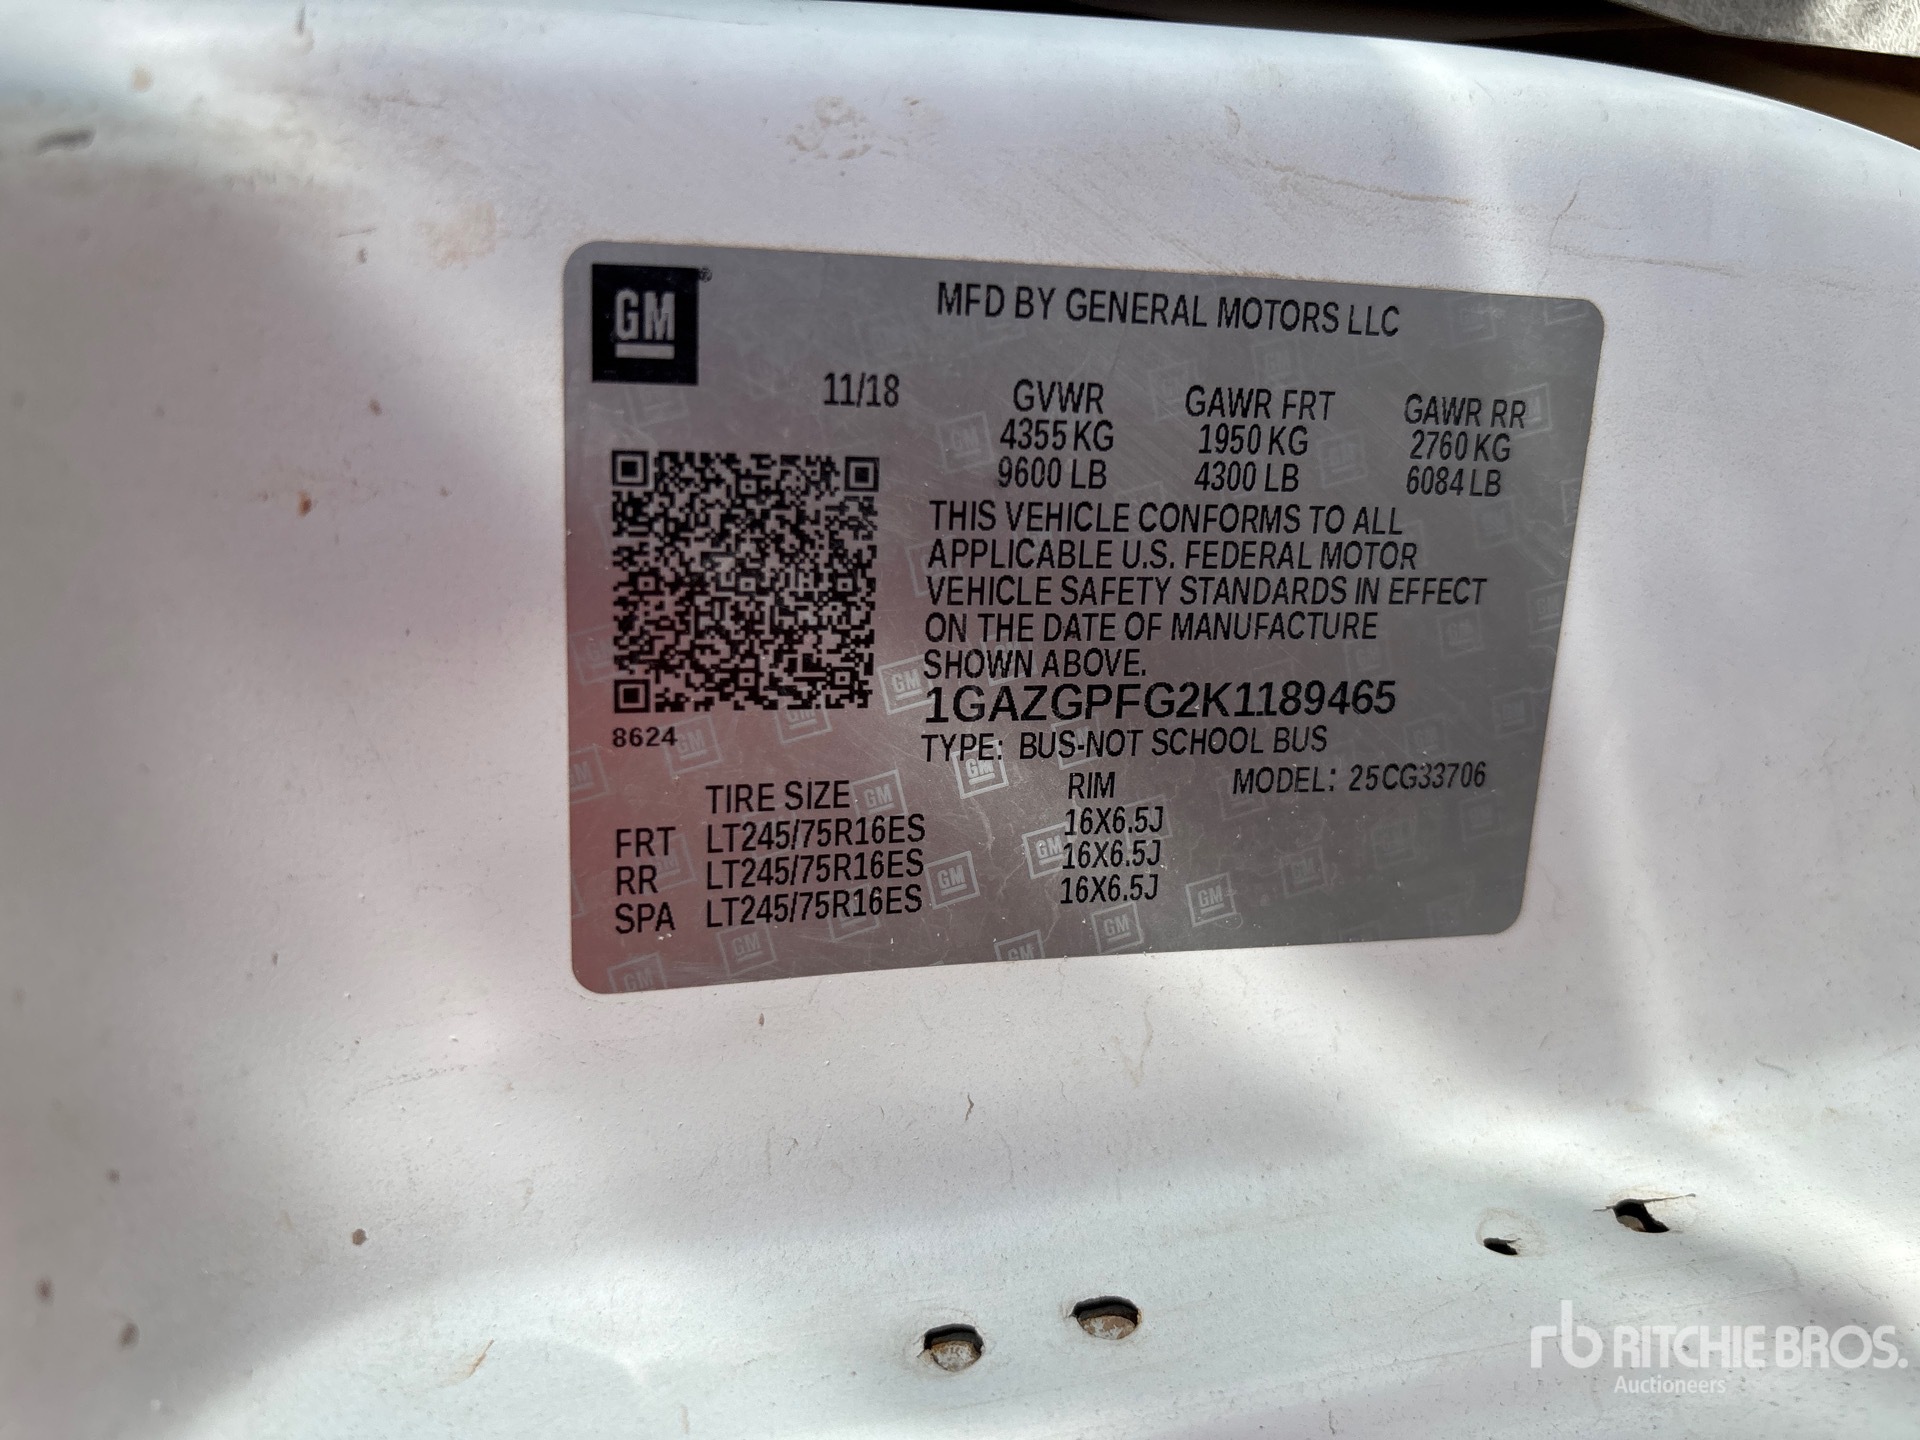 GM®
MFD BY GENERAL MOTORS LLC
11/18
GVWR GAWR FRT GAWR RR
4355 KG 1950 KG 2760 KG
9600 LB 4300 LB 6084 LB
THIS VEHICLE CONFORMS TO ALL
APPLICABLE U.S. FEDERAL MOTOR
VEHICLE SAFETY STANDARDS IN EFFECT
ON THE DATE OF MANUFACTURE
SHOWN ABOVE.
1GAZGPFG2K1189465
8624
TYPE: BUS-NOT SCHOOL BUS
TIRE SIZE RIM MODEL: 25CG33706
FRT LT245/75R16ES 16X6.5J
RR LT245/75R16ES 16X6.5J
SPA LT245/75R16ES 16X6.5J
rb RITCHIE BROS.
Auctioneers